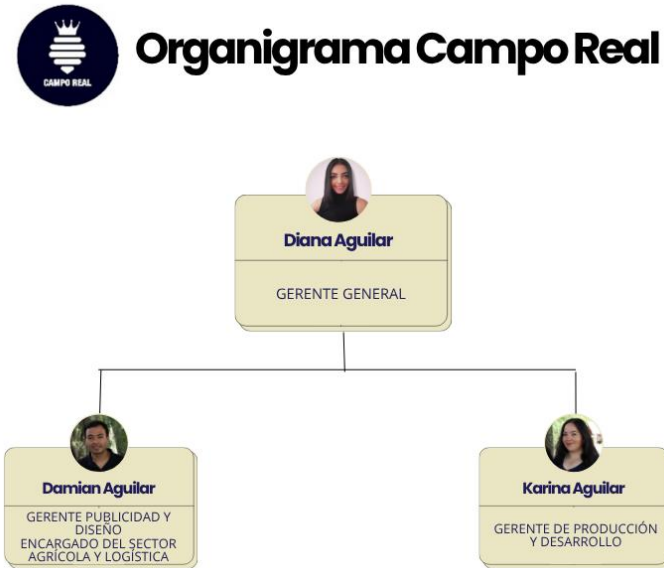 CAMPO REAL
Organigrama Campo Real
Diana Aguilar
GERENTE GENERAL
Damian Aguilar
GERENTE PUBLICIDAD Y
DISEÑO
ENCARGADO DEL SECTOR
AGRÍCOLA Y LOGÍSTICA
Karina Aguilar
GERENTE DE PRODUCCIÓN
Y DESARROLLO